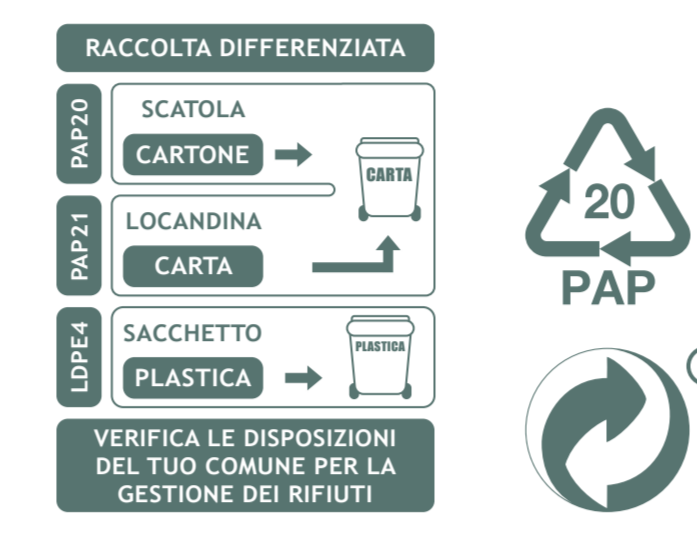 RACCOLTA DIFFERENZIATA
PAP20
SCATOLA
CARTONE
CARTA
PAP21
LOCANDINA
CARTA
LDPE4
SACCHETTO
PLASTICA
PLASTICA
VERIFICA LE DISPOSIZIONI
DEL TUO COMUNE PER LA
GESTIONE DEI RIFIUTI
20
PAP